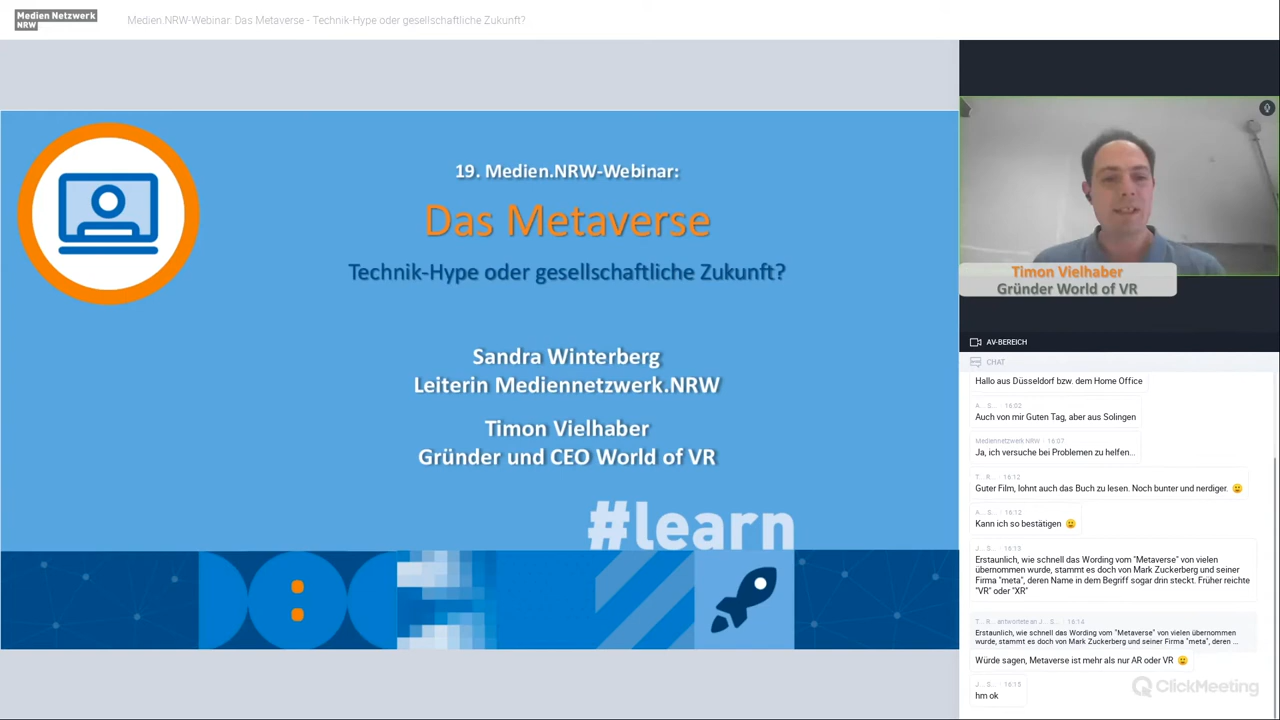 Medien Netzwerk
NRW
Medien.NRW-Webinar: Das Metaverse - Technik-Hype oder gesellschaftliche Zukunft?
19. Medien.NRW-Webinar:
Das Metaverse
Technik-Hype oder gesellschaftliche Zukunft?
Sandra Winterberg
Leiterin Mediennetzwerk.NRW
Timon Vielhaber
Gründer und CEO World of VR
#learn
Timon Vielhaber
Gründer World of VR
AV-BEREICH
CHAT
Hallo aus Düsseldorf bzw. dem Home Office
A... S... 16:02
Auch von mir Guten Tag, aber aus Solingen
Mediennetzwerk NRW 16:07
Ja, ich versuche bei Problemen zu helfen...
T... R... 16:12
Guter Film, lohnt auch das Buch zu lesen. Noch bunter und nerdiger. 🙂
A... S... 16:12
Kann ich so bestätigen 🙂
J... S... 16:13
Erstaunlich, wie schnell das Wording vom "Metaverse" von vielen
übernommen wurde, stammt es doch von Mark Zuckerberg und seiner
Firma "meta", deren Name in dem Begriff sogar drin steckt. Früher reichte
"VR" oder "XR"
T... R... antwortete an J... S... 16:14
Erstaunlich, wie schnell das Wording vom "Metaverse" von vielen übernommen
wurde, stammt es doch von Mark Zuckerberg und seiner Firma "meta", deren ...
Würde sagen, Metaverse ist mehr als nur AR oder VR 🙂
J... S... 16:15
hm ok
ClickMeeting